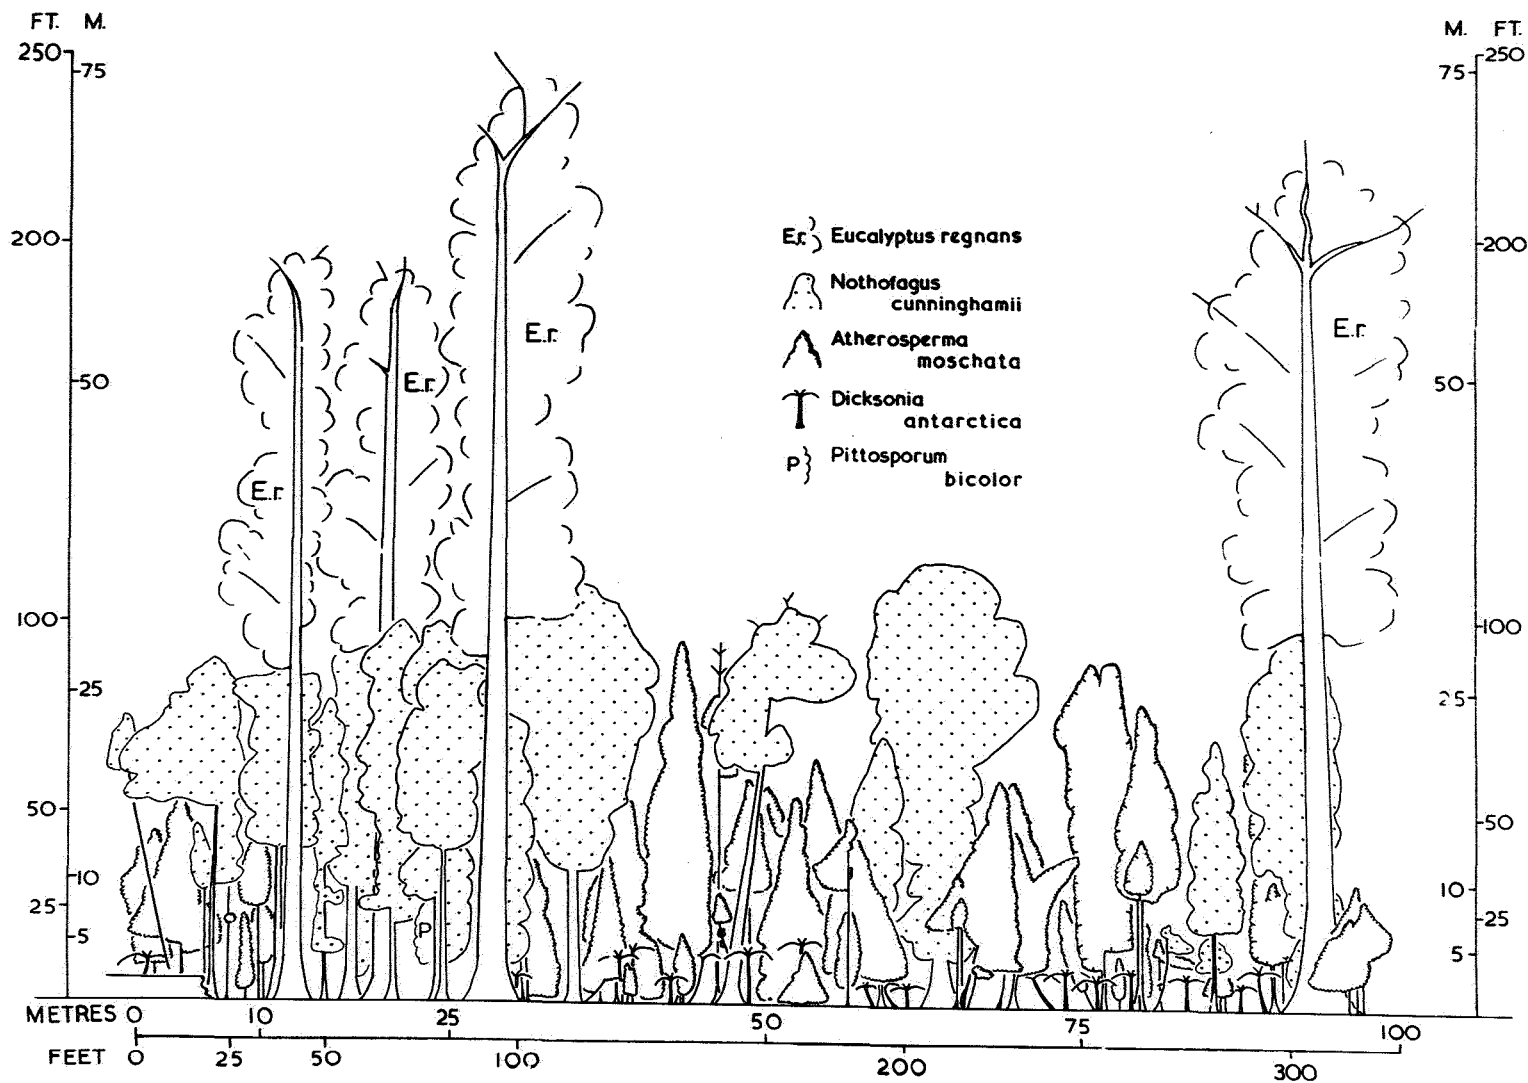 FT. M.
M. FT.
250 75
75 250
200
200
E.r. Eucalyptus regnans
Nothofagus
cunninghamii
E.r.
E.r.
Atherosperma
moschata
50
E.r.
50
Dicksonia
antarctica
P Pittosporum
bicolor
E.r.
100
100
25
25
50
50
10
10
25
25
P
5
5
METRES 0 10 25 50 75 100
FEET 0 25 50 100 200 300